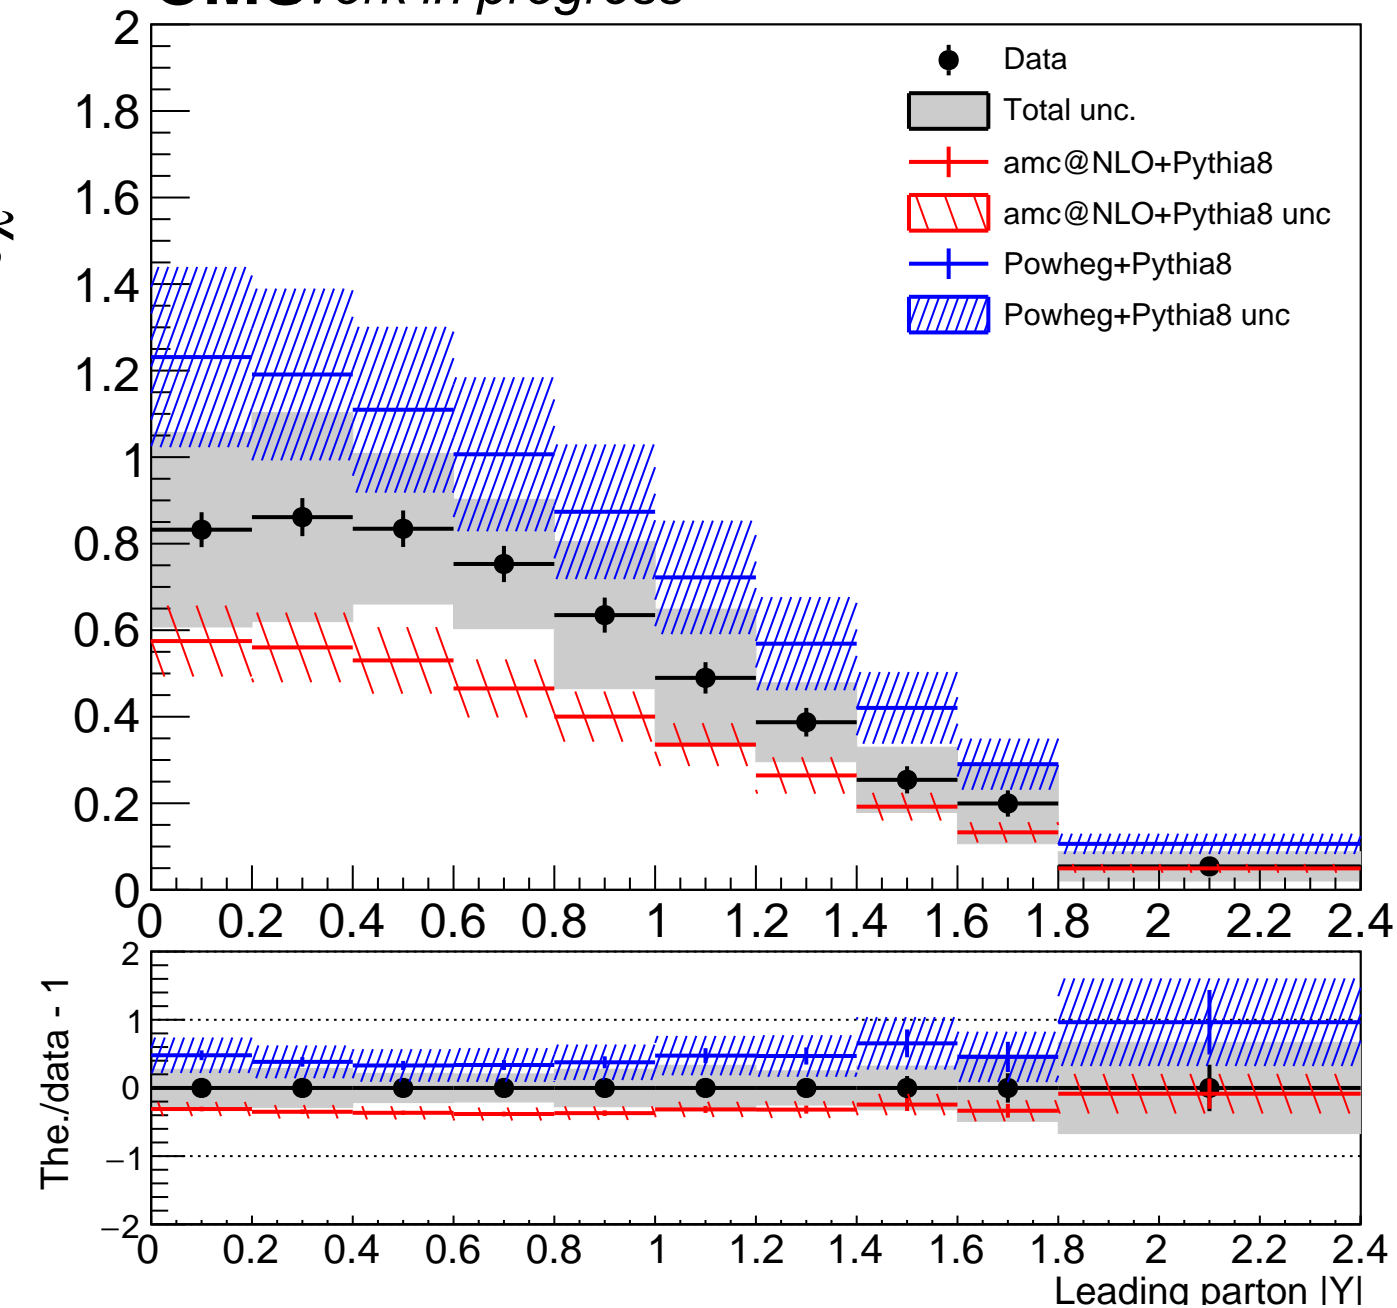 CMS Work in progress
2
1.8
1.6
1.4
1.2
1
0.8
0.6
0.4
0.2
0
Data
Total unc.
amc@NLO+Pythia8
amc@NLO+Pythia8 unc
Powheg+Pythia8
Powheg+Pythia8 unc
0 0.2 0.4 0.6 0.8 1 1.2 1.4 1.6 1.8 2 2.2 2.4
The./data - 1
2
1
0
−1
−2
0 0.2 0.4 0.6 0.8 1 1.2 1.4 1.6 1.8 2 2.2 2.4
Leading parton |Y|